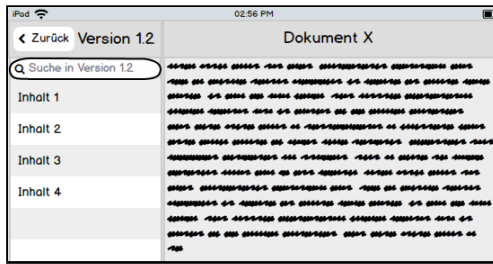 iPod 02:56 PM
Zurück Version 1.2 Dokument X
Suche in Version 1.2
Inhalt 1
Inhalt 2
Inhalt 3
Inhalt 4